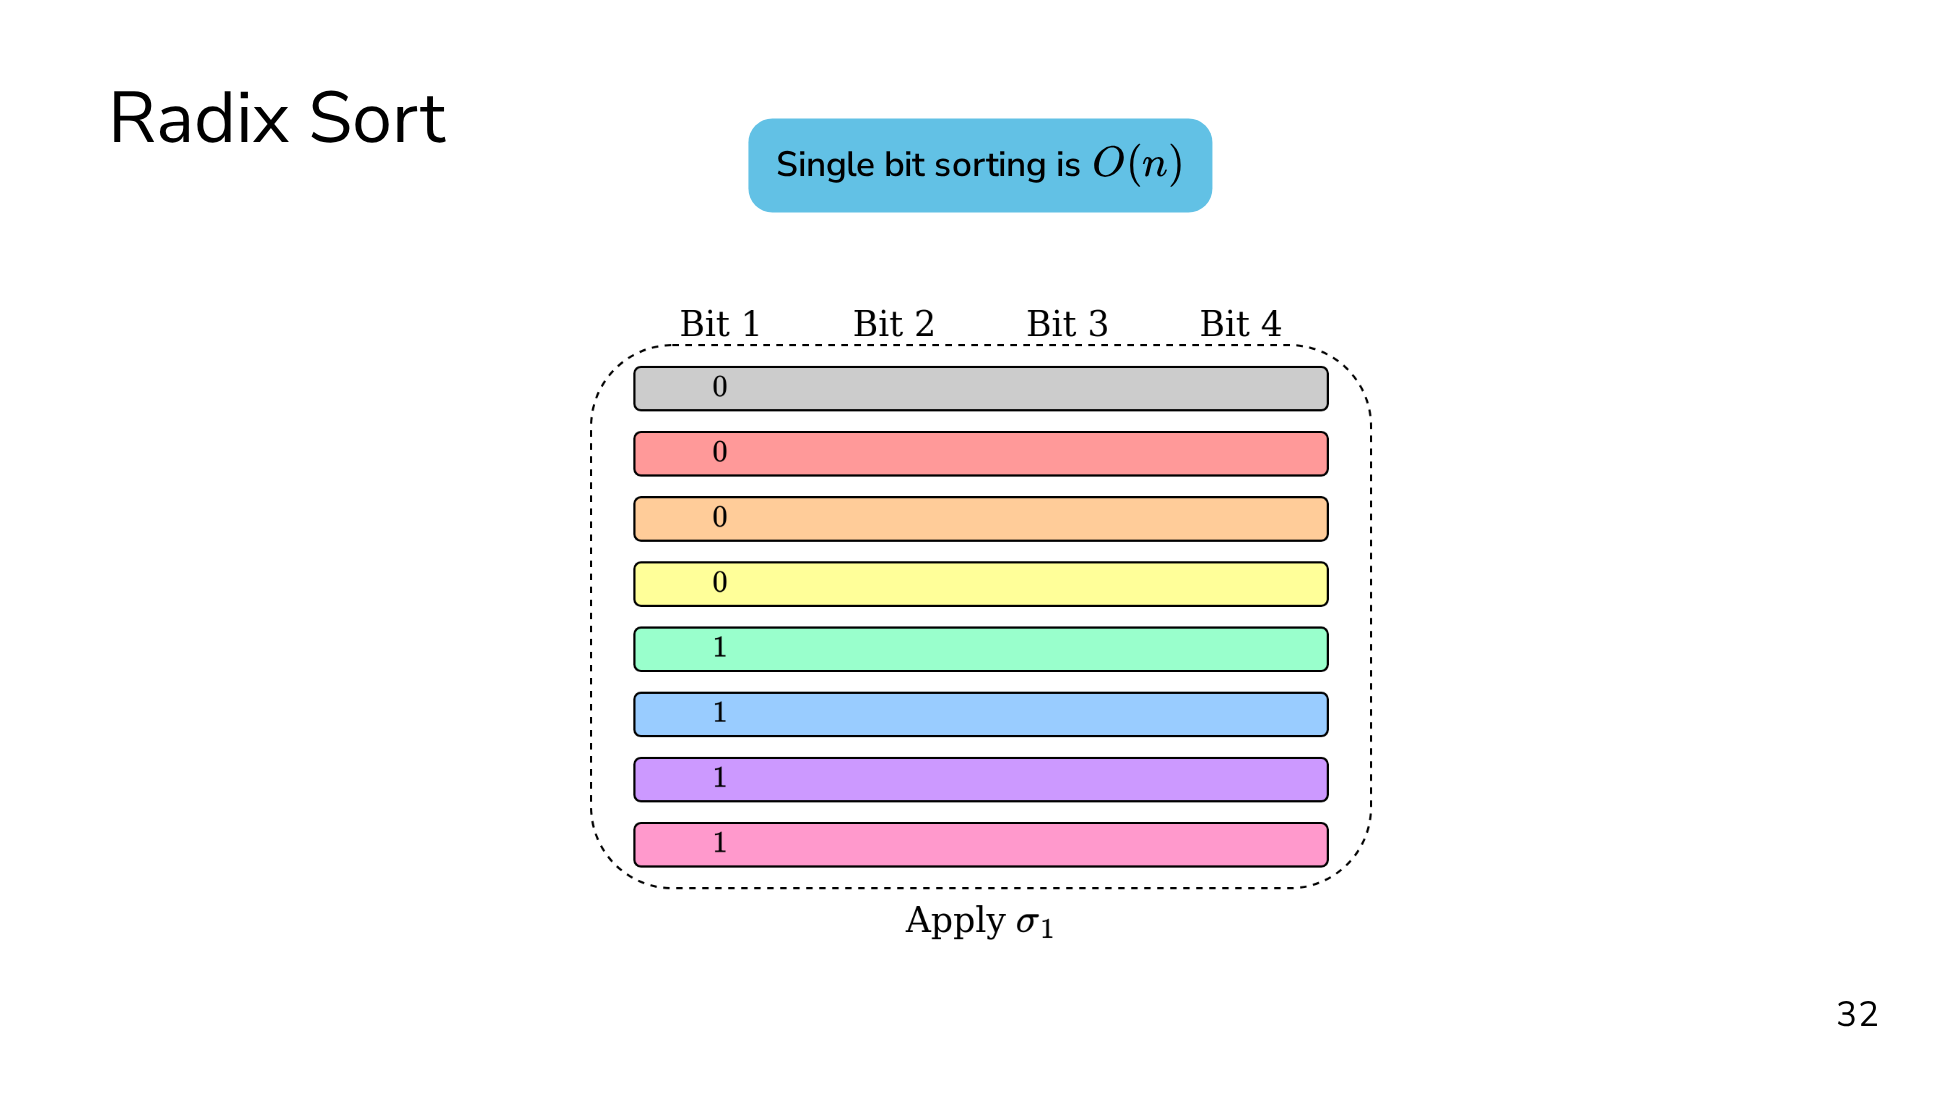 Radix Sort
Single bit sorting is O(n)
Bit 1 Bit 2 Bit 3 Bit 4
0
0
0
0
1
1
1
1
Apply σ₁
32